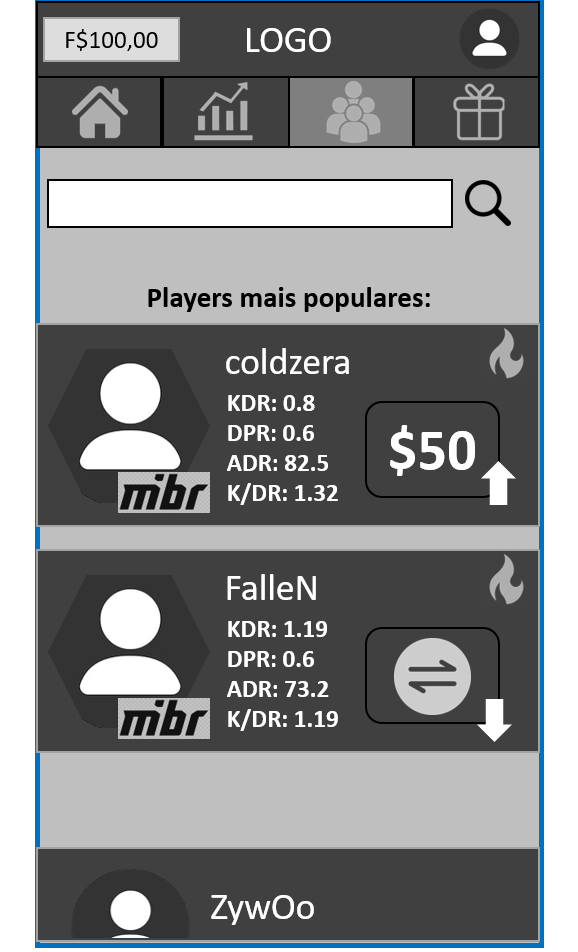 F$100,00
LOGO
Players mais populares:
coldzera
KDR: 0.8
DPR: 0.6
ADR: 82.5
K/DR: 1.32
$50
mibr
FalleN
KDR: 1.19
DPR: 0.6
ADR: 73.2
K/DR: 1.19
mibr
ZywOo